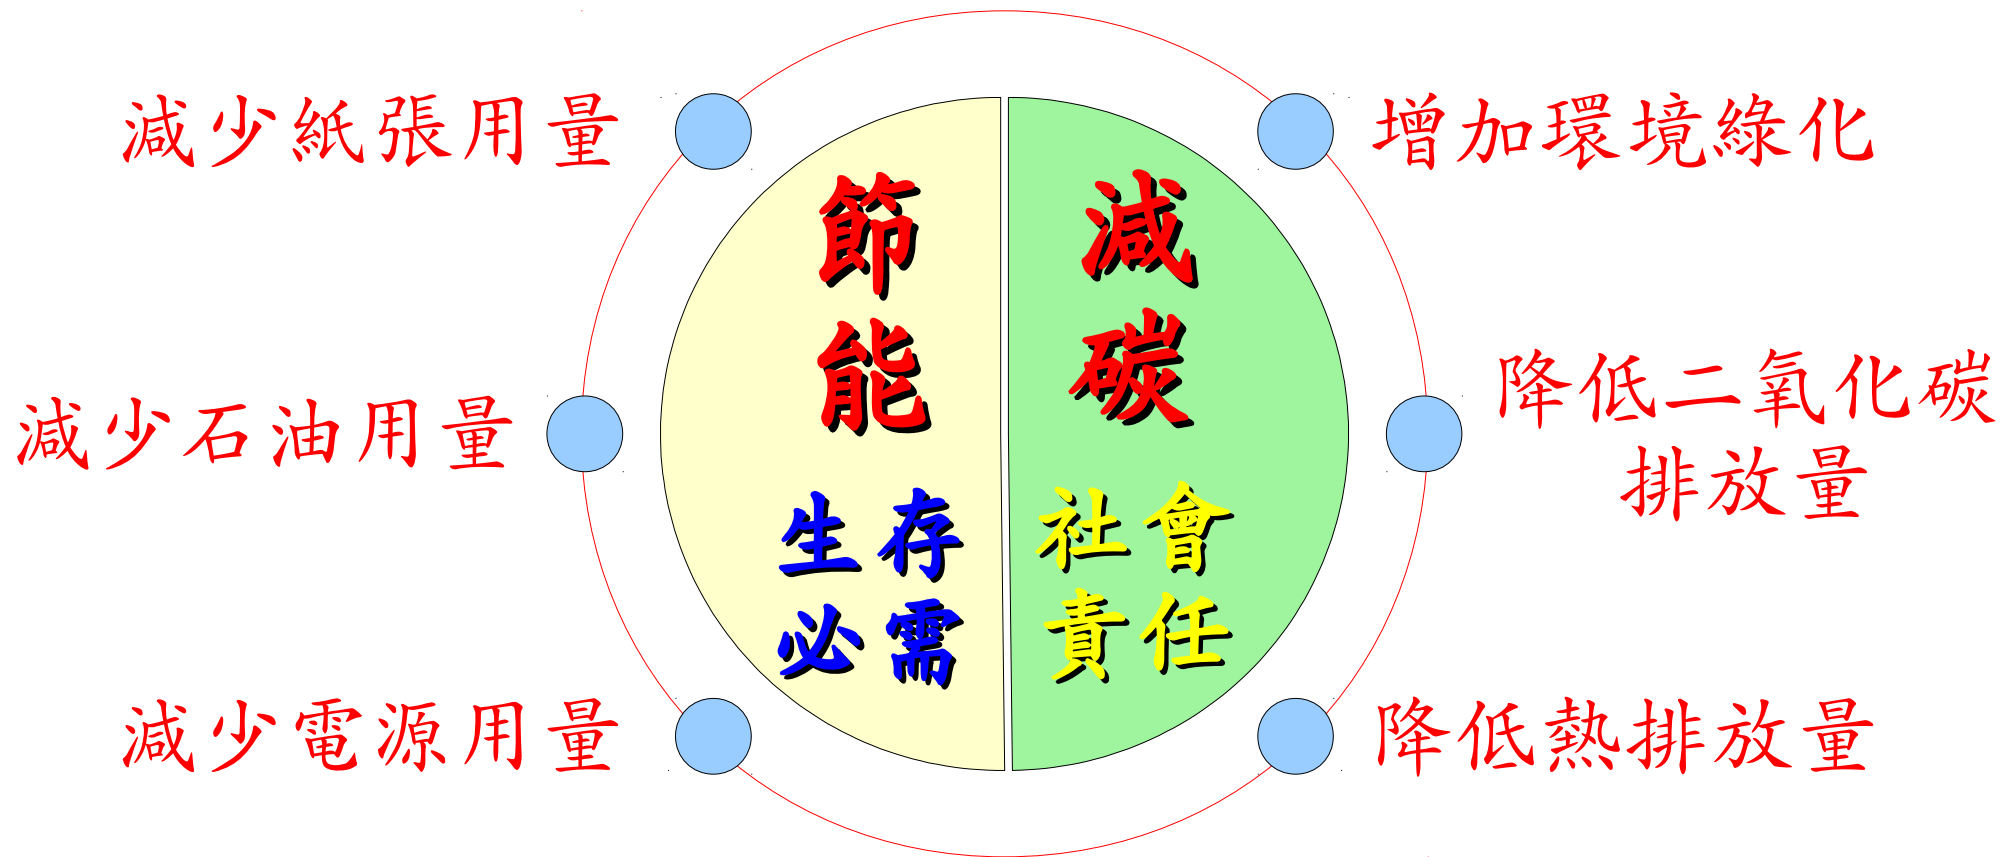 減少紙張用量
減少石油用量
減少電源用量
節能
生存
必需
減碳
社會
責任
增加環境綠化
降低二氧化碳
排放量
降低熱排放量